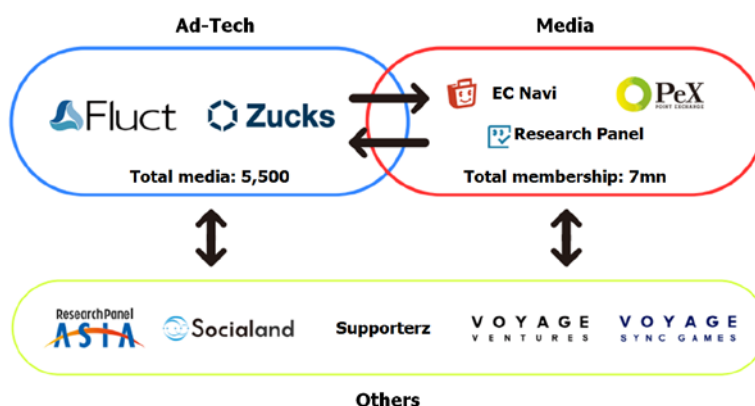 Ad-Tech
Media
Fluct
Zucks
EC Navi
PeX
POINT EXCHANGE
Research Panel
Total media: 5,500
Total membership: 7mn
ResearchPanel
ASIA
Socialand
Supporterz
VOYAGE
VENTURES
VOYAGE
SYNC GAMES
Others